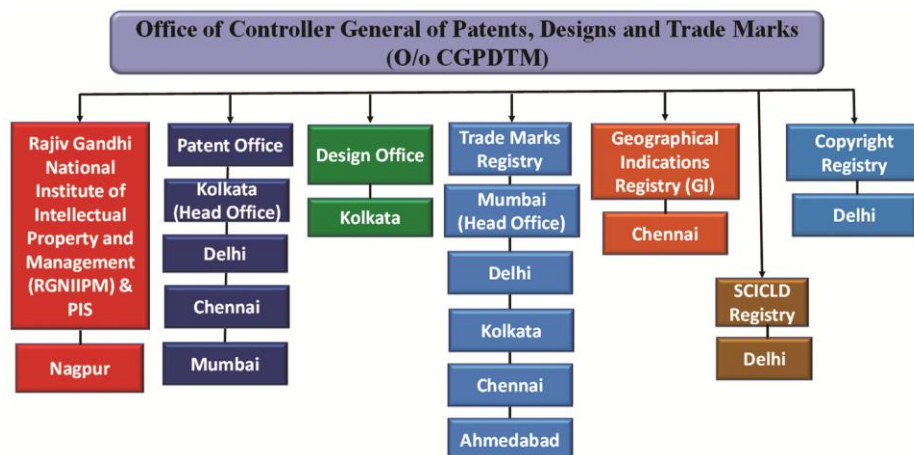 Office of Controller General of Patents, Designs and Trade Marks
(O/o CGPDTM)
Rajiv Gandhi
National
Institute of
Intellectual
Property and
Management
(RGNIIPM) &
PIS
Nagpur
Patent Office
Kolkata
(Head Office)
Delhi
Chennai
Mumbai
Design Office
Kolkata
Trade Marks
Registry
Mumbai
(Head Office)
Delhi
Kolkata
Chennai
Ahmedabad
Geographical
Indications
Registry (GI)
Chennai
SCICLD
Registry
Delhi
Copyright
Registry
Delhi